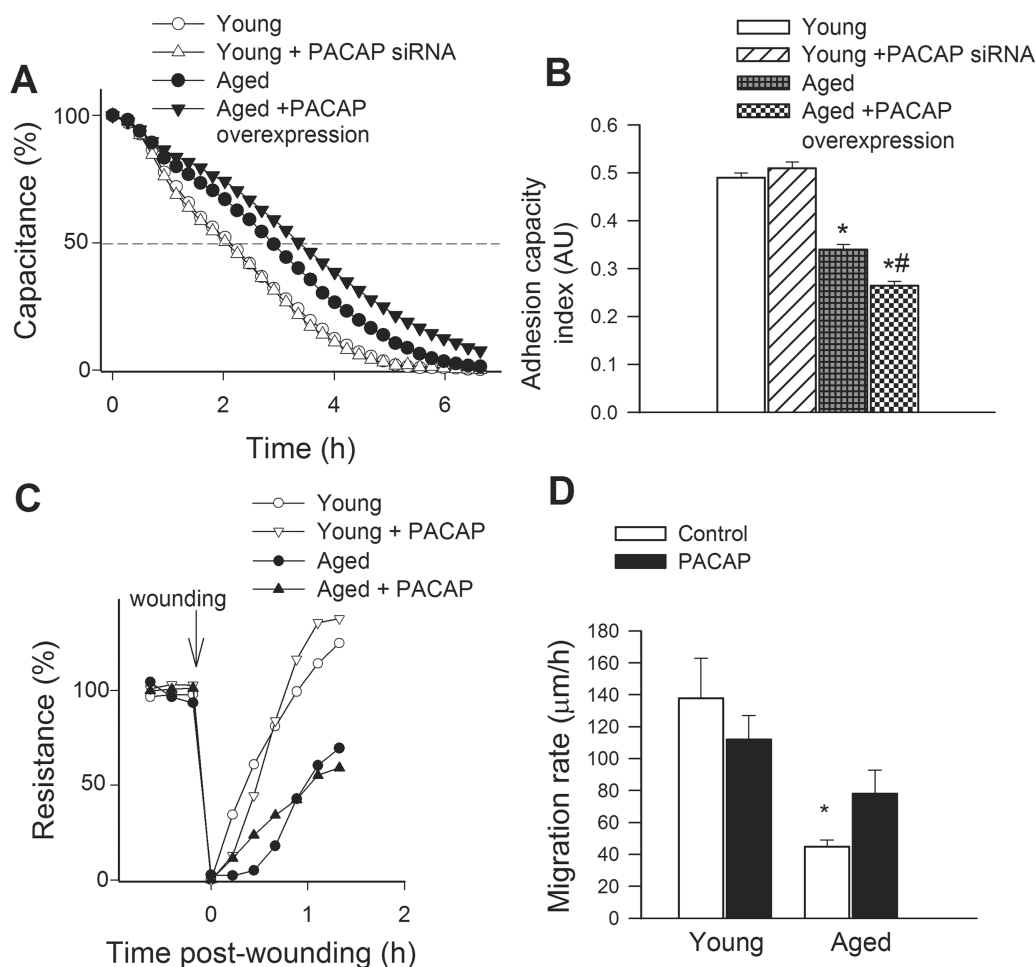 A
Young
Young + PACAP siRNA
Aged
Aged +PACAP
overexpression
Capacitance (%)
100
50
0
0
2
4
6
Time (h)
B
Young
Young +PACAP siRNA
Aged
Aged +PACAP
overexpression
Adhesion capacity
index (AU)
0.6
0.5
0.4
0.3
0.2
0.1
0.0
*
*#
C
Young
Young + PACAP
Aged
Aged + PACAP
wounding
Resistance (%)
100
50
0
0
1
2
Time post-wounding (h)
D
Control
PACAP
Migration rate (μm/h)
180
160
140
120
100
80
60
40
20
0
*
Young
Aged